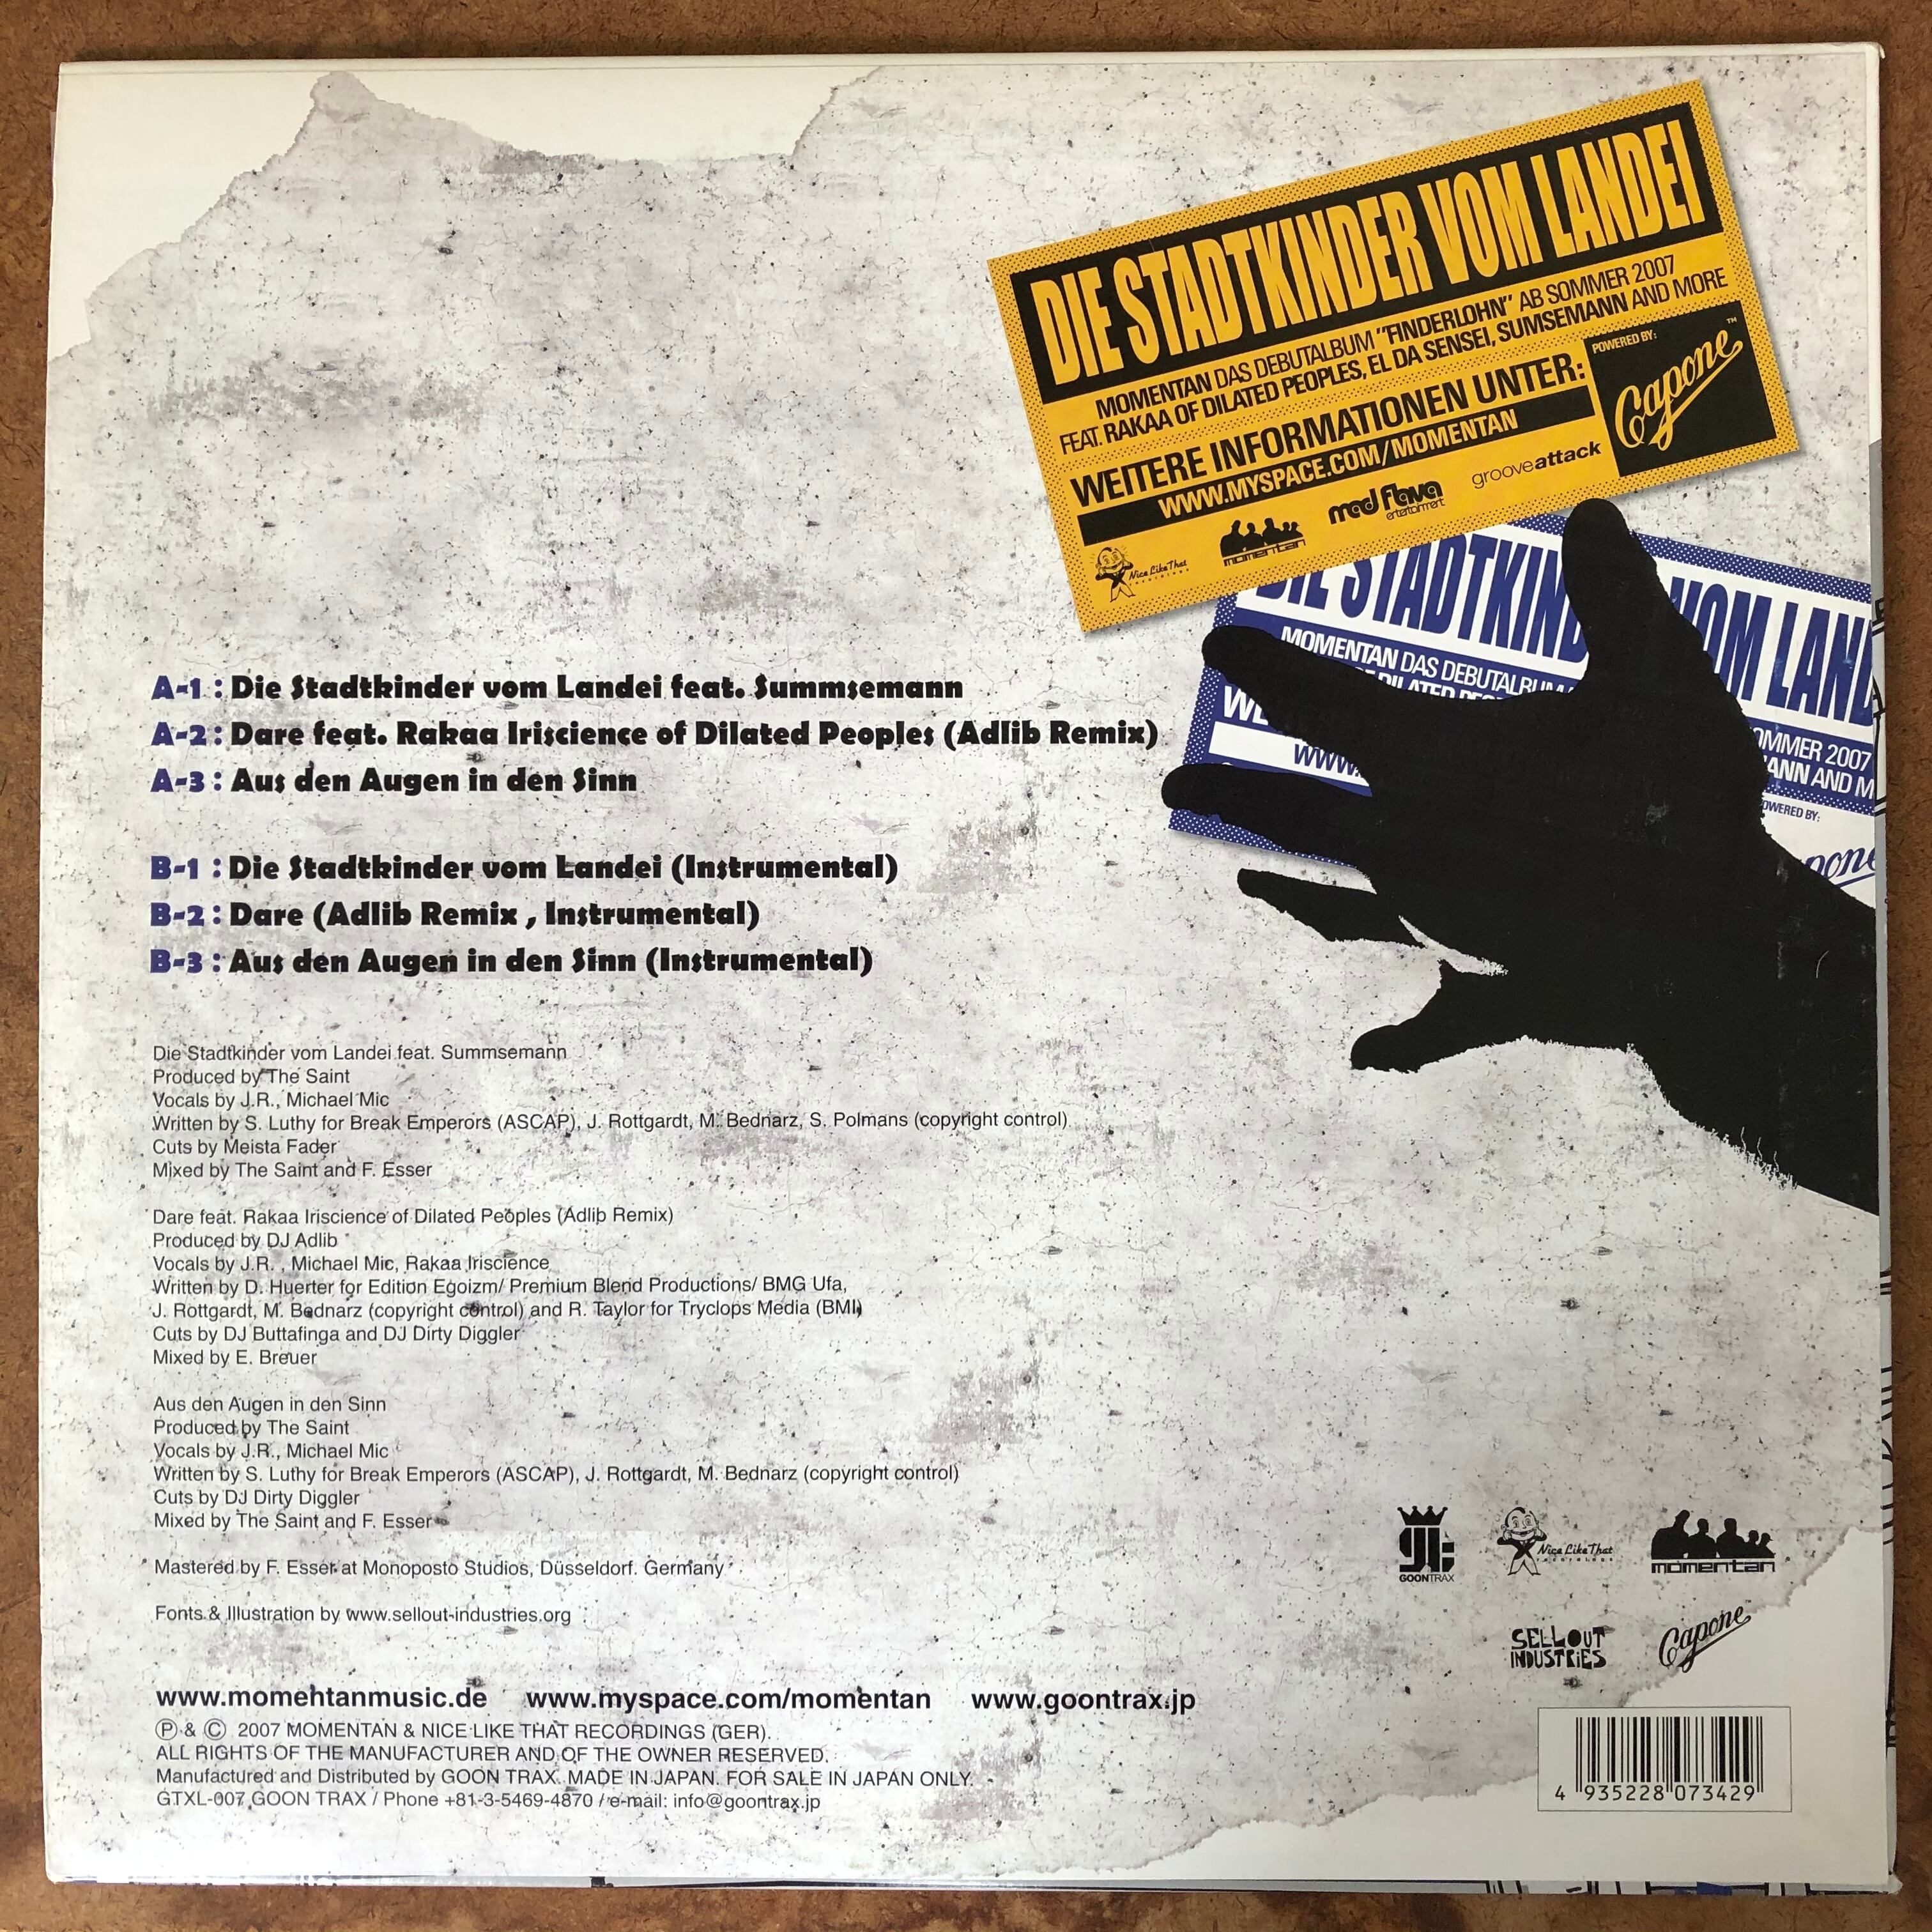 DIE STADTKINDER VOM LANDEI
MOMENTAN DAS DEBUTALBUM "FINDERLOHN" AB SOMMER 2007
FEAT. RAKAA OF DILATED PEOPLES, EL DA SENSEI, SUMSEMANN AND MORE
WEITERE INFORMATIONEN UNTER:
WWW.MYSPACE.COM/MOMENTAN
POWERED BY:
Capone™
Nice Like That
recordings
momentan
mad flava
entertainment
grooveattack
DIE STADTKIND VOM LAND
MOMENTAN DAS DEBUTALBUM
OMMER 2007
ANN AND M
WWW.
OWERED BY:
pone
A-1 : Die Stadtkinder vom Landei feat. Summsemann
A-2 : Dare feat. Rakaa Iriscience of Dilated Peoples (Adlib Remix)
A-3 : Aus den Augen in den Sinn
B-1 : Die Stadtkinder vom Landei (Instrumental)
B-2 : Dare (Adlib Remix , Instrumental)
B-3 : Aus den Augen in den Sinn (Instrumental)
Die Stadtkinder vom Landei feat. Summsemann
Produced by The Saint
Vocals by J.R., Michael Mic
Written by S. Luthy for Break Emperors (ASCAP), J. Rottgardt, M. Bednarz, S. Polmans (copyright control)
Cuts by Meista Fader
Mixed by The Saint and F. Esser
Dare feat. Rakaa Iriscience of Dilated Peoples (Adlib Remix)
Produced by DJ Adlib
Vocals by J.R. , Michael Mic, Rakaa Iriscience
Written by D. Huerter for Edition Egoizm/ Premium Blend Productions/ BMG Ufa,
J. Rottgardt, M. Bednarz (copyright control) and R. Taylor for Tryclops Media (BMI)
Cuts by DJ Buttafinga and DJ Dirty Diggler
Mixed by E. Breuer
Aus den Augen in den Sinn
Produced by The Saint
Vocals by J.R., Michael Mic
Written by S. Luthy for Break Emperors (ASCAP), J. Rottgardt, M. Bednarz (copyright control)
Cuts by DJ Dirty Diggler
Mixed by The Saint and F. Esser
Mastered by F. Esser at Monoposto Studios, Düsseldorf. Germany
Fonts & Illustration by www.sellout-industries.org
GOONTRAX
Nice Like That
recordings
momentan
SELLOUT
INDUSTRIES
Capone
www.momehtanmusic.de www.myspace.com/momentan www.goontrax.jp
℗ & © 2007 MOMENTAN & NICE LIKE THAT RECORDINGS (GER).
ALL RIGHTS OF THE MANUFACTURER AND OF THE OWNER RESERVED.
Manufactured and Distributed by GOON TRAX. MADE IN JAPAN. FOR SALE IN JAPAN ONLY.
GTXL-007 GOON TRAX / Phone +81-3-5469-4870 / e-mail: info@goontrax.jp
4 935228 073429